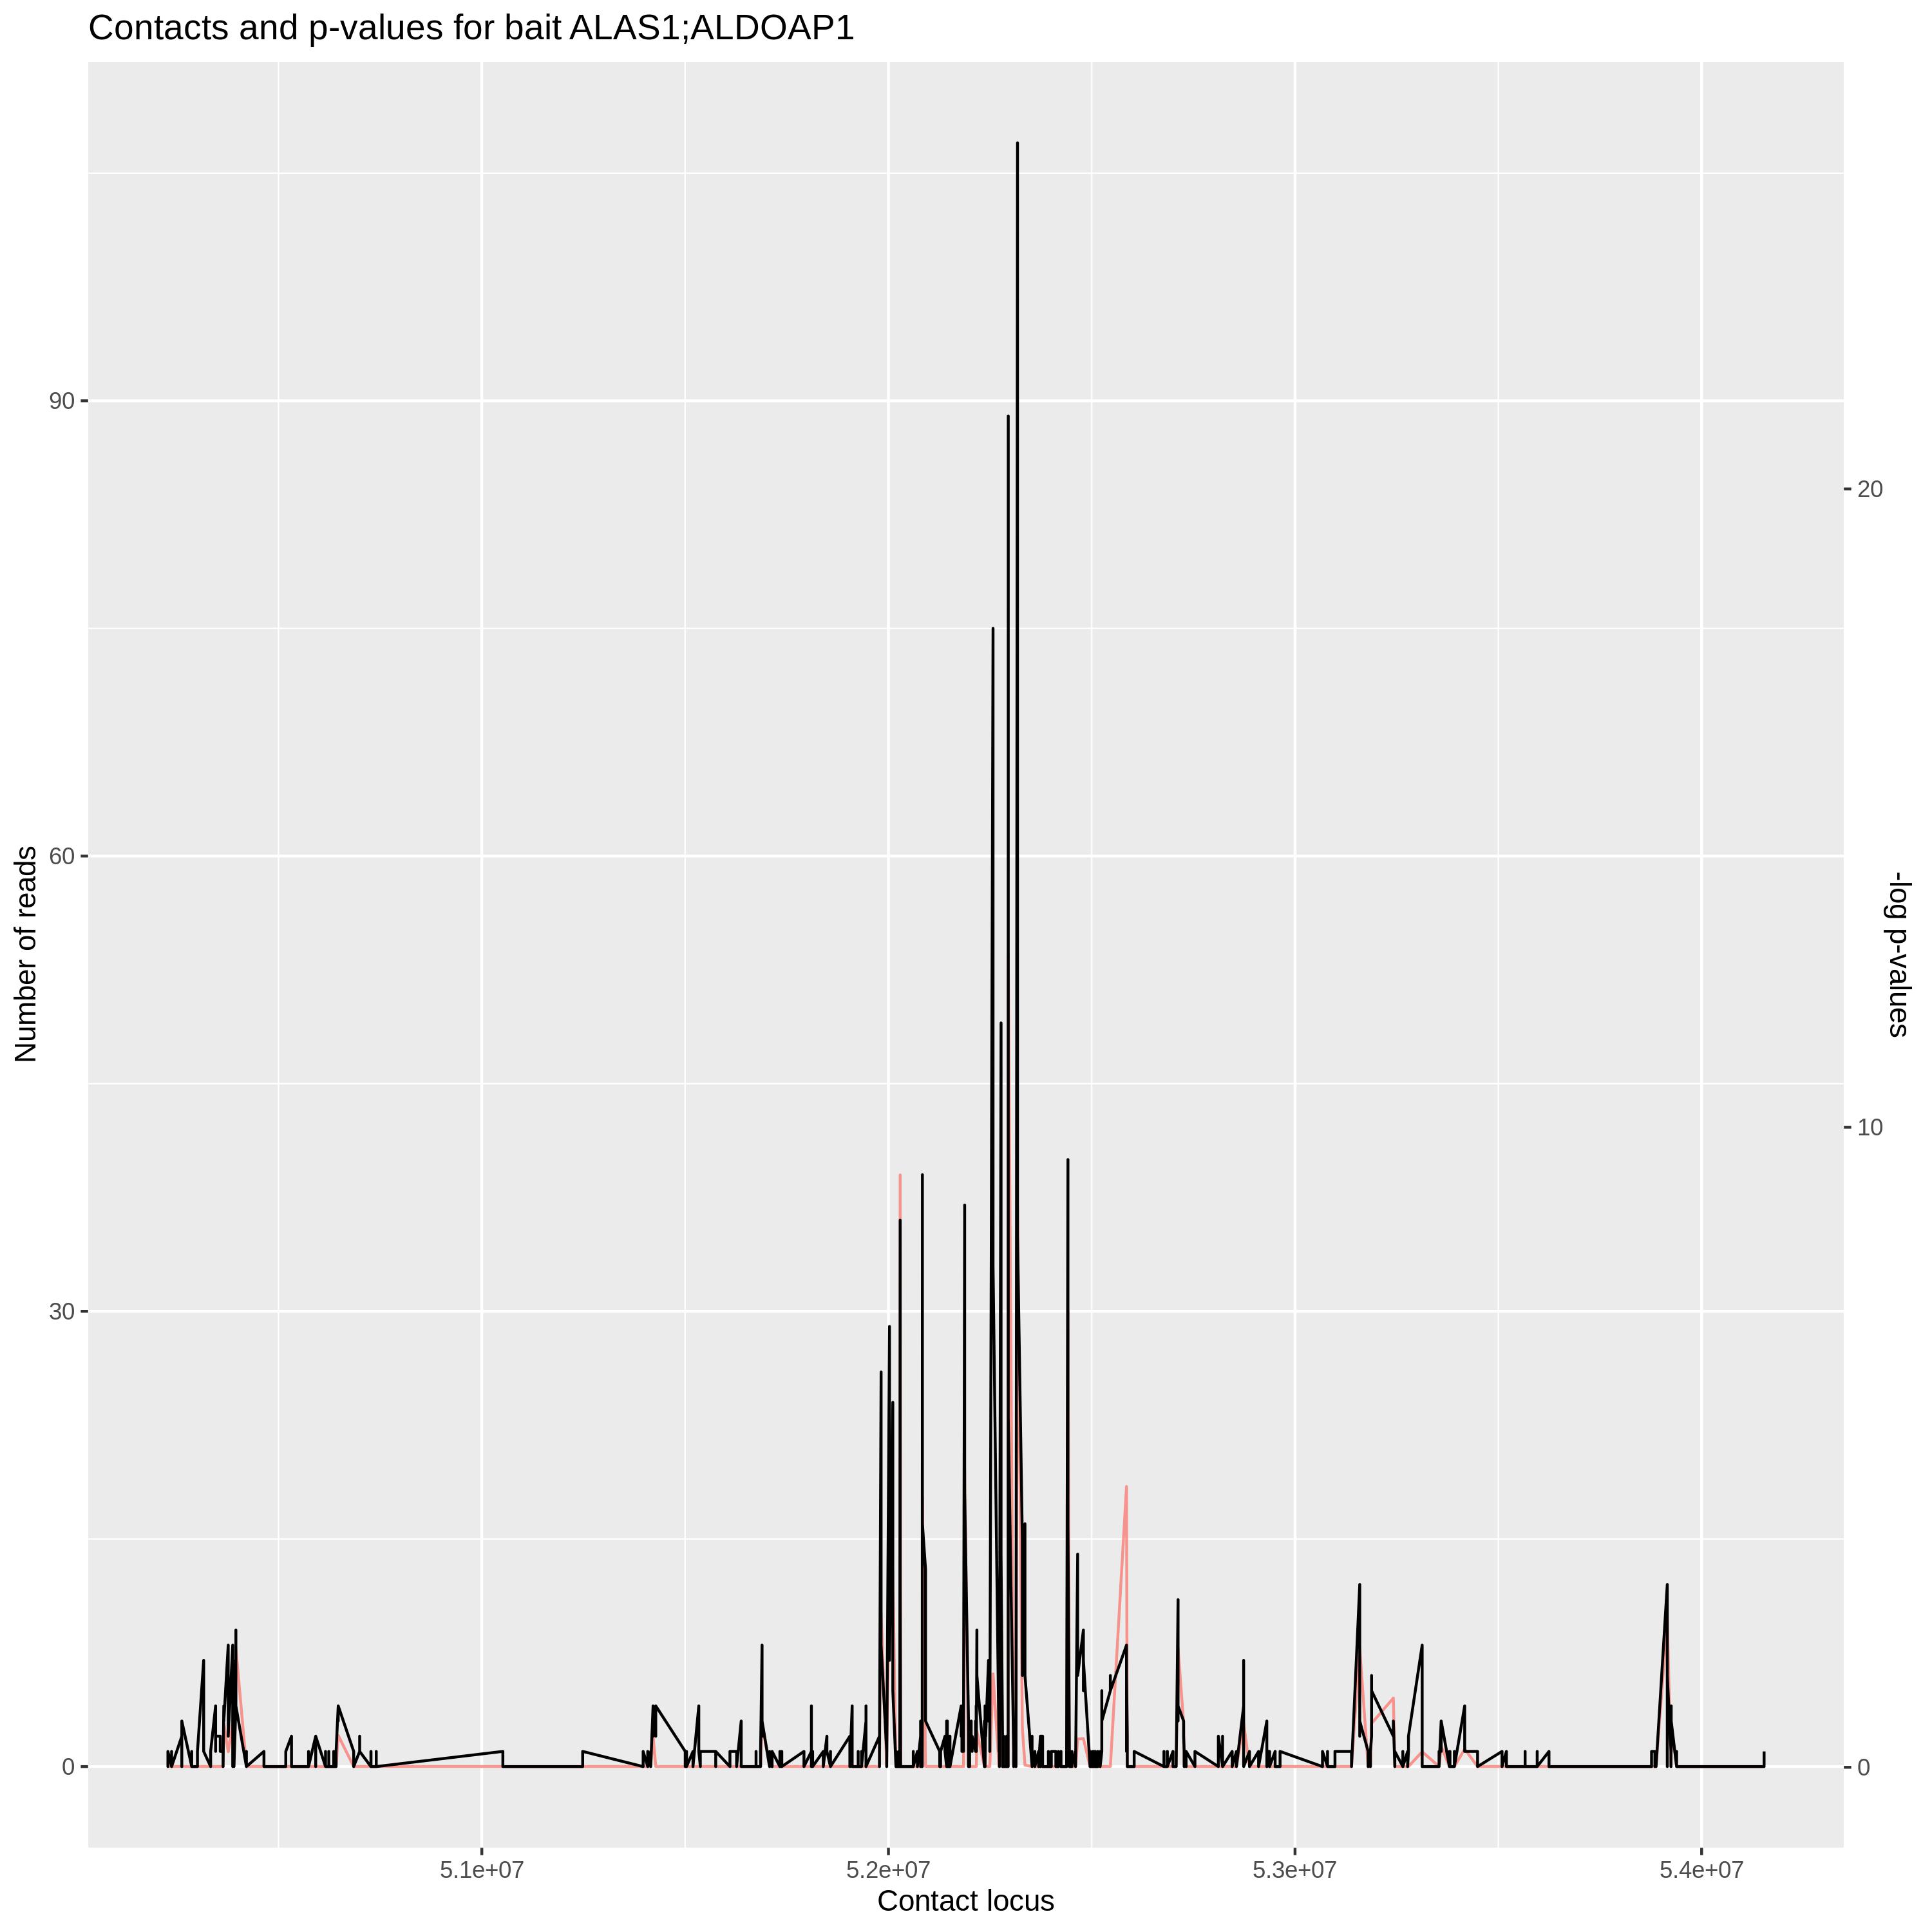 Contacts and p-values for bait ALAS1;ALDOAP1
90
60
30
0
Number of reads
20
10
0
-log p-values
5.1e+07
5.2e+07
5.3e+07
5.4e+07
Contact locus